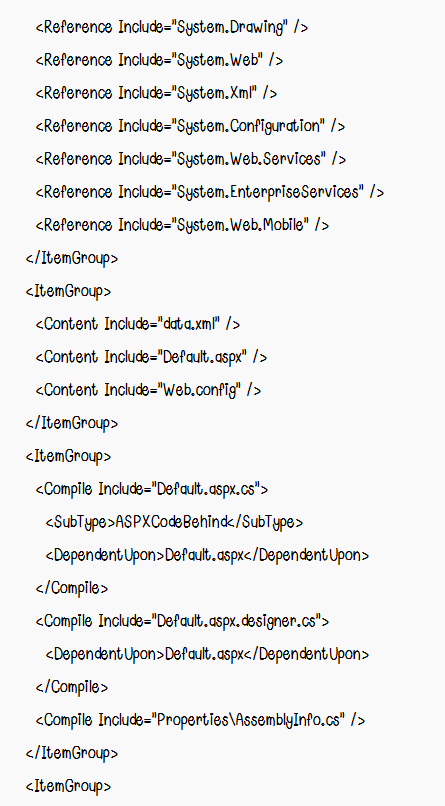 <Reference Include="System.Drawing" />
<Reference Include="System.Web" />
<Reference Include="System.Xml" />
<Reference Include="System.Configuration" />
<Reference Include="System.Web.Services" />
<Reference Include="System.EnterpriseServices" />
<Reference Include="System.Web.Mobile" />
</ItemGroup>
<ItemGroup>
<Content Include="data.xml" />
<Content Include="Default.aspx" />
<Content Include="Web.config" />
</ItemGroup>
<ItemGroup>
<Compile Include="Default.aspx.cs">
<SubType>ASPXCodeBehind</SubType>
<DependentUpon>Default.aspx</DependentUpon>
</Compile>
<Compile Include="Default.aspx.designer.cs">
<DependentUpon>Default.aspx</DependentUpon>
</Compile>
<Compile Include="Properties\AssemblyInfo.cs" />
</ItemGroup>
<ItemGroup>